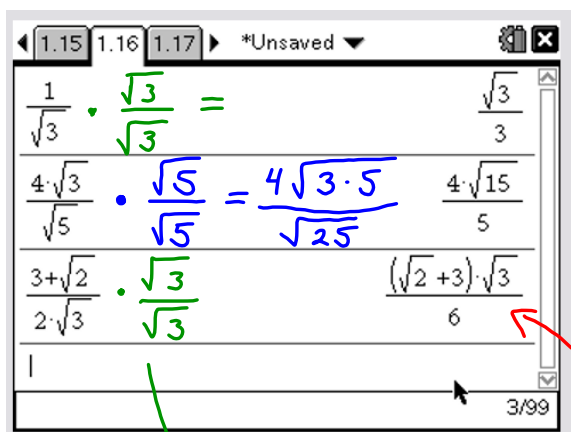 1.15 1.16 1.17 *Unsaved
1/√3 · √3/√3 = √3/3
4·√3/√5 · √5/√5 = 4√3·5/√25 4·√15/5
3+√2/2·√3 · √3/√3 (√2+3)·√3/6
3/99